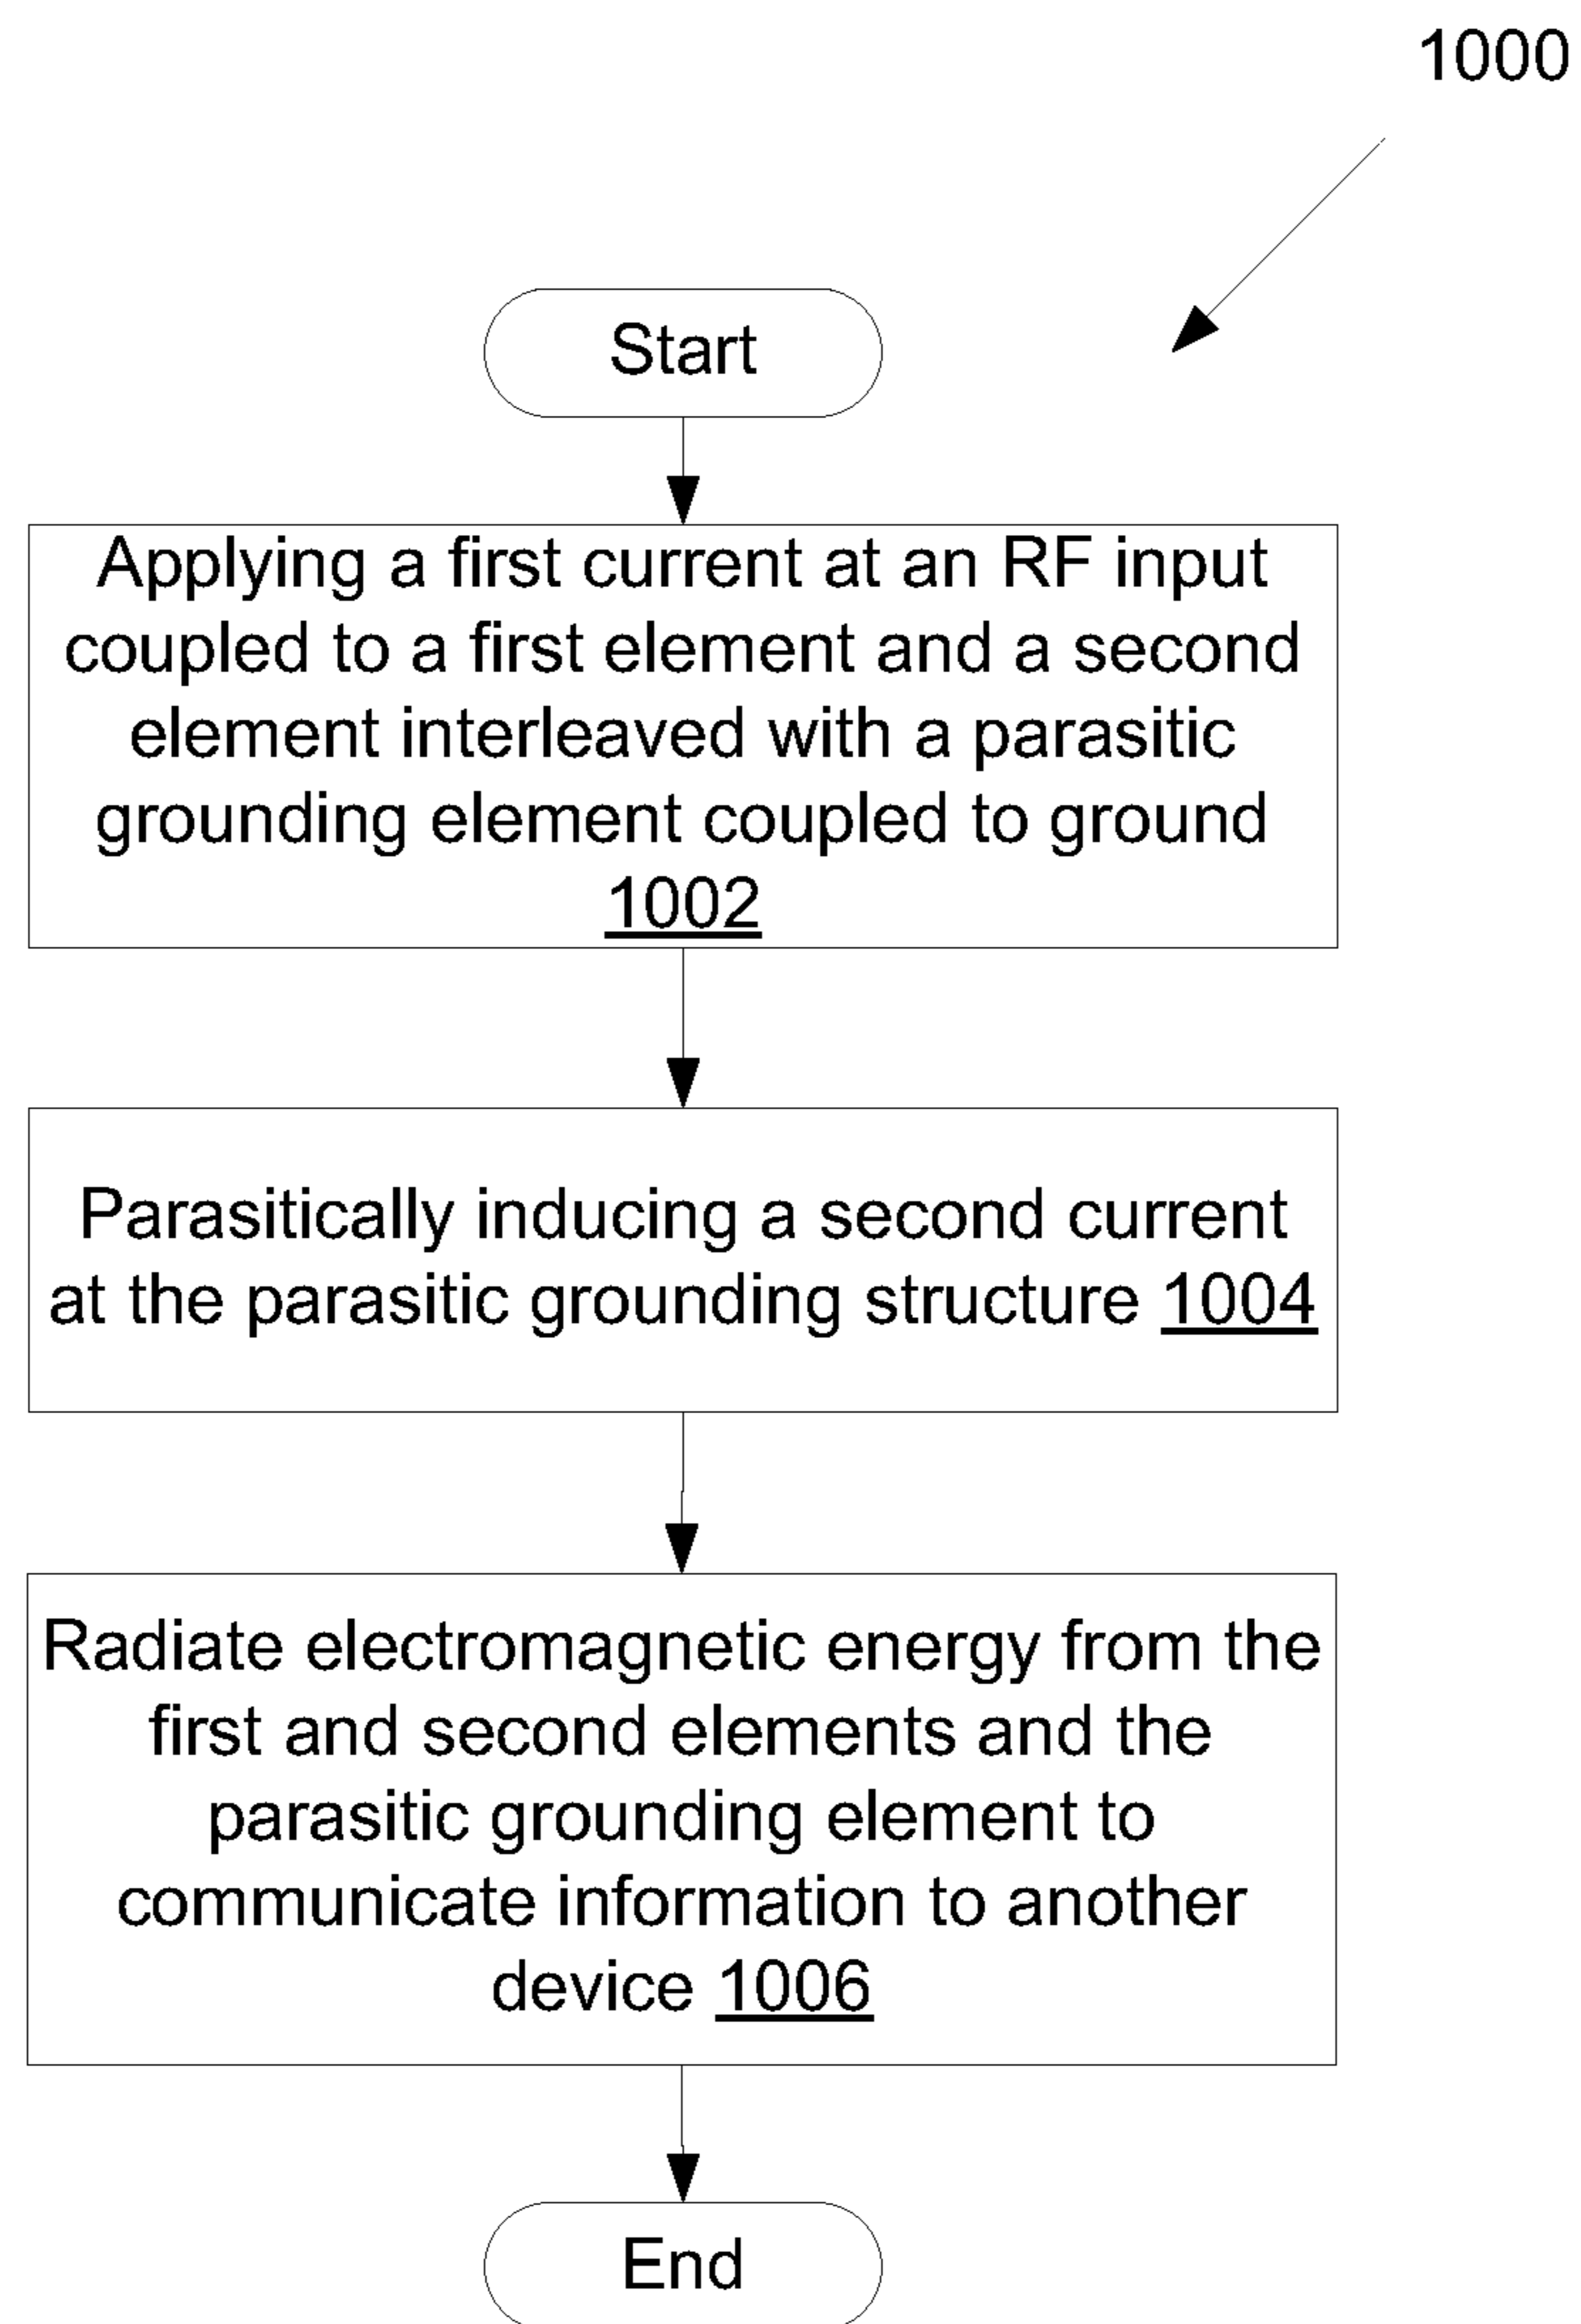 1000
Start
Applying a first current at an RF input
coupled to a first element and a second
element interleaved with a parasitic
grounding element coupled to ground
1002
Parasitically inducing a second current
at the parasitic grounding structure 1004
Radiate electromagnetic energy from the
first and second elements and the
parasitic grounding element to
communicate information to another
device 1006
End